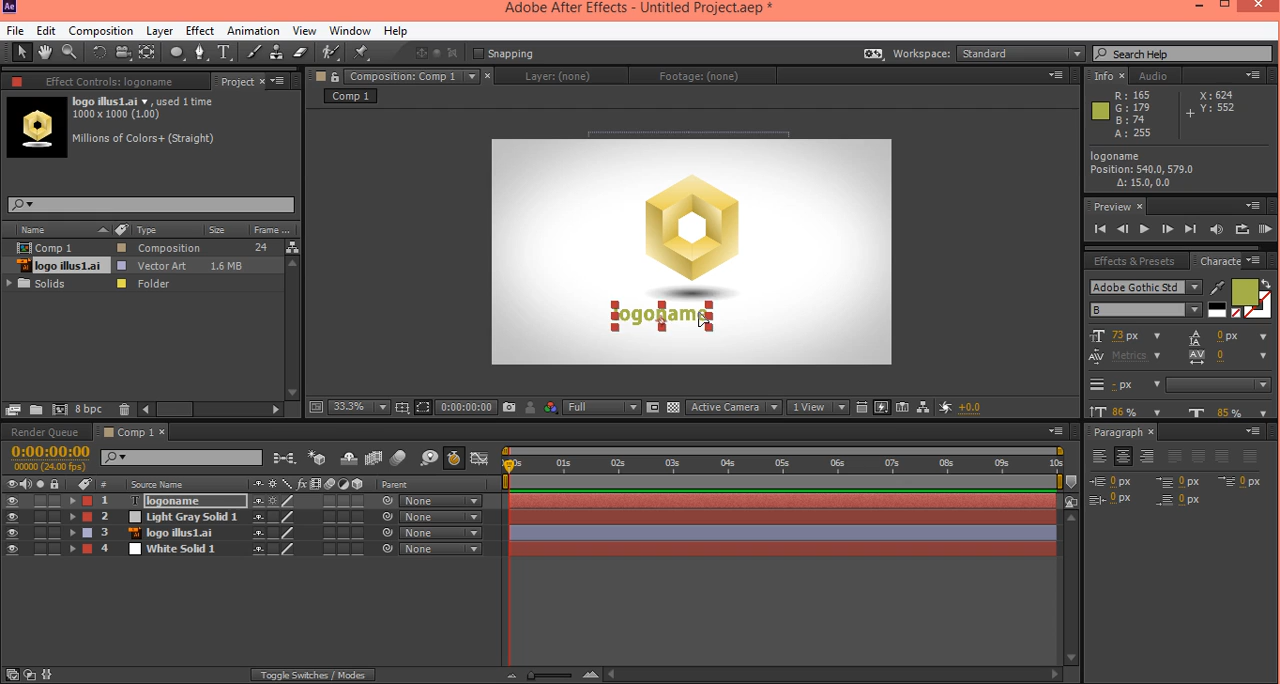 Ae
Adobe After Effects - Untitled Project.aep *
File Edit Composition Layer Effect Animation View Window Help
T Snapping Workspace: Standard Search Help
Effect Controls: logoname Project × Composition: Comp 1 × Layer: (none) Footage: (none) Info × Audio
logo illus1.ai ▾, used 1 time
1000 x 1000 (1.00)
Millions of Colors+ (Straight)
Comp 1
R: 165 X: 624
G: 179 Y: 552
B: 74
A: 255
logoname
Position: 540.0, 579.0
Δ: 15.0, 0.0
Name Type Size Frame ...
Comp 1 Composition 24
logo illus1.ai Vector Art 1.6 MB
Solids Folder
8 bpc
logoname
33.3% 0:00:00:00 Full Active Camera 1 View +0.0
Preview ×
Effects & Presets Characte
Adobe Gothic Std
B
73 px 0 px
Metrics 0
- px
86 % 85 %
Render Queue Comp 1 ×
0:00:00:00
00000 (24.00 fps)
01s 02s 03s 04s 05s 06s 07s 08s 09s 10s
# Source Name fx Parent
1 T logoname None
2 Light Gray Solid 1 None
3 logo illus1.ai None
4 White Solid 1 None
Toggle Switches / Modes
Paragraph ×
0 px 0 px 0 px
0 px 0 px